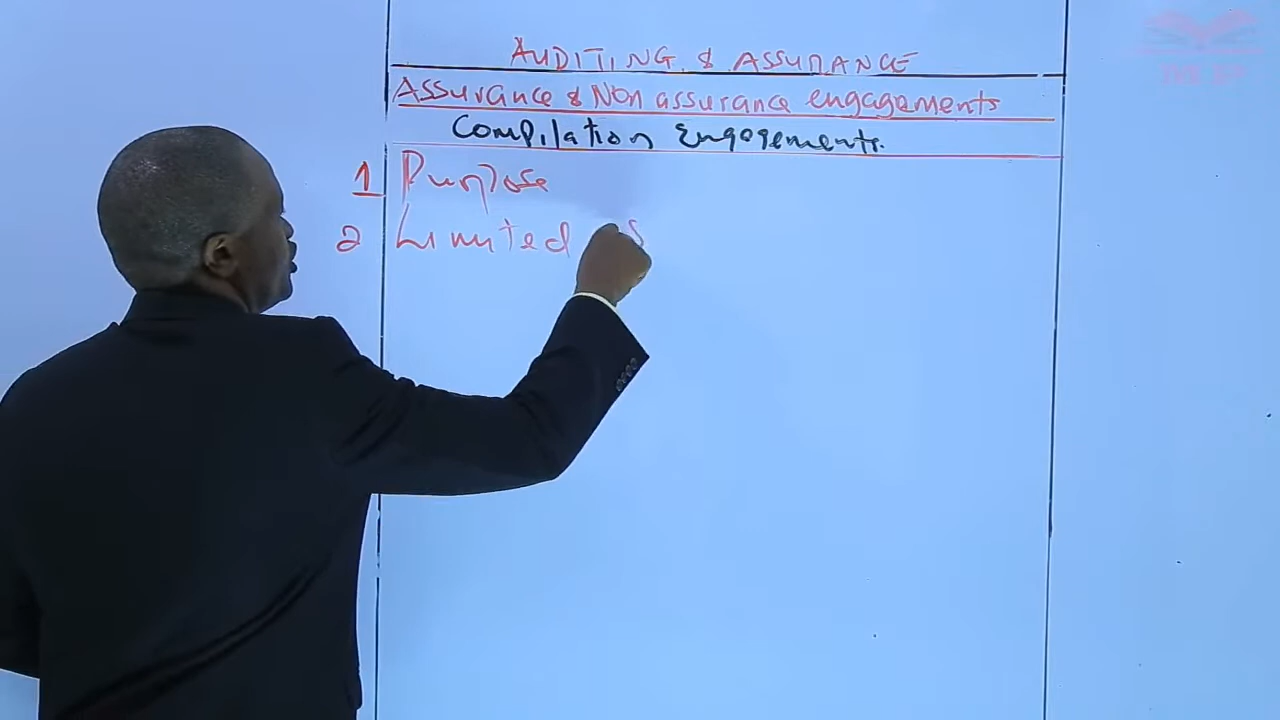 AUDITING & ASSURANCE
Assurance & Non assurance engagements
Compilation Engagements.
1 Purpose
2 Limited S